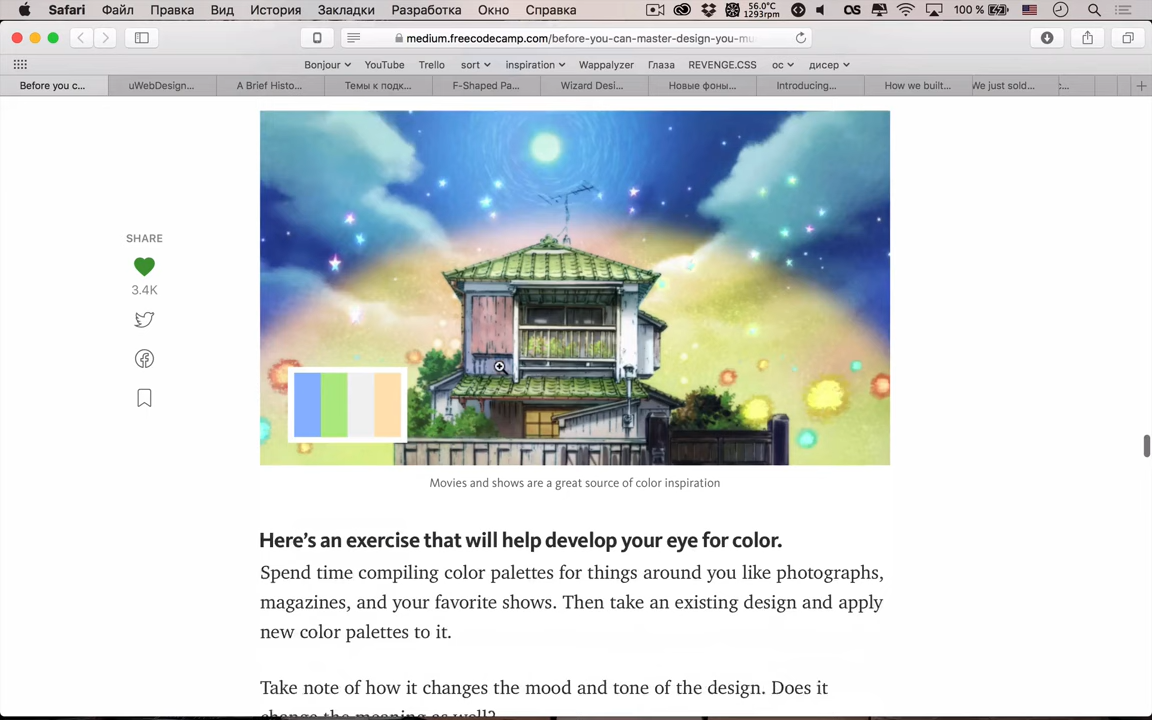 Safari Файл Правка Вид История Закладки Разработка Окно Справка 56.0°C 1293rpm 100 %
medium.freecodecamp.com/before-you-can-master-design-you-mu
Bonjour YouTube Trello sort inspiration Wappalyzer Глаза REVENGE.CSS ос дисер
Before you c... uWebDesign... A Brief Histo... Темы к подк... F-Shaped Pa... Wizard Desi... Новые фоны... Introducing... How we built... We just sold...
SHARE
3.4K
Movies and shows are a great source of color inspiration
Here's an exercise that will help develop your eye for color.
Spend time compiling color palettes for things around you like photographs,
magazines, and your favorite shows. Then take an existing design and apply
new color palettes to it.
Take note of how it changes the mood and tone of the design. Does it
change the meaning as well?